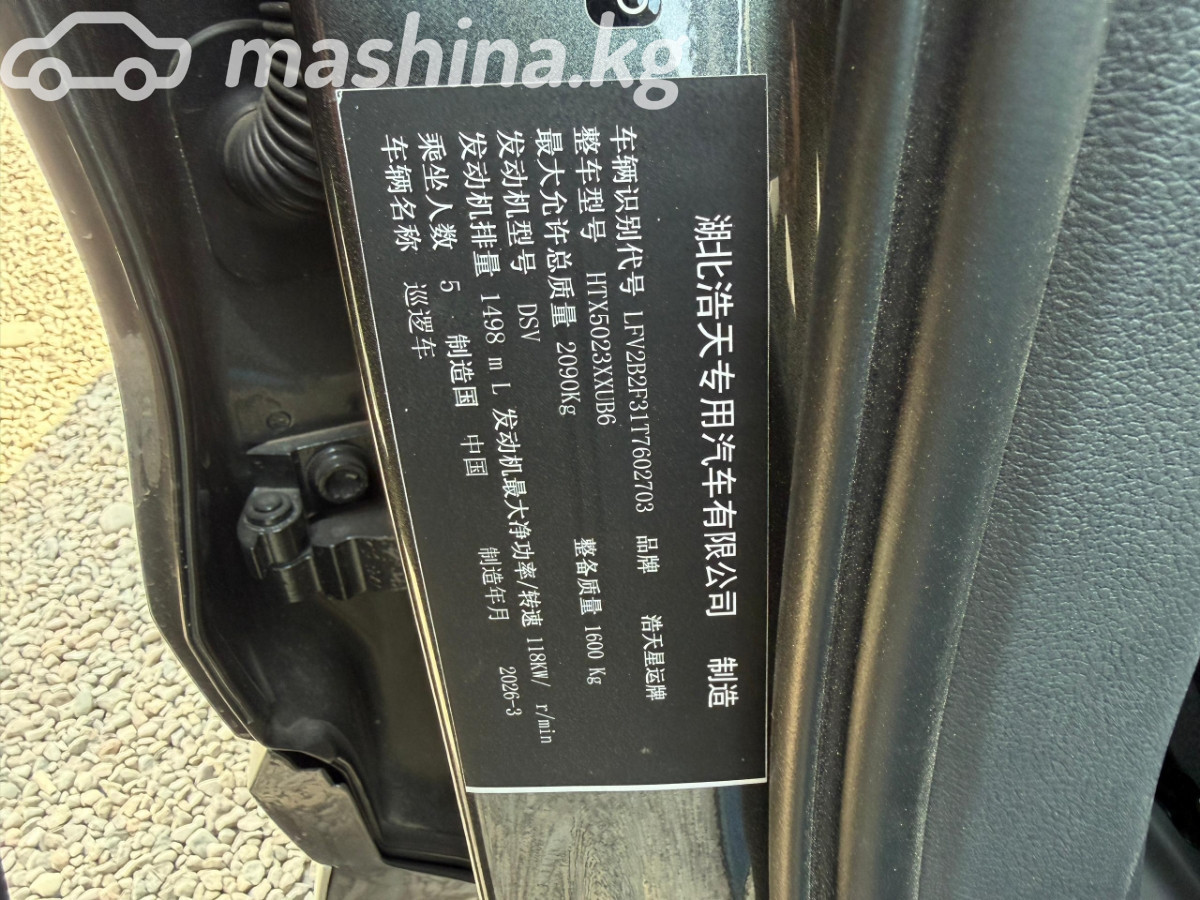 mashina.kg
湖北浩天专用汽车有限公司 制造
车辆识别代号 LFV2B2F31T7602703 品牌 浩天星运牌
整车型号 HTX5023XXUB6 整备质量 1600 Kg
最大允许总质量 2090Kg
发动机型号 DSV
发动机排量 1498 m L 发动机最大净功率/转速 118KW/ r/min
乘坐人数 5 制造国 中国 制造年月 2026-3
车辆名称 巡逻车